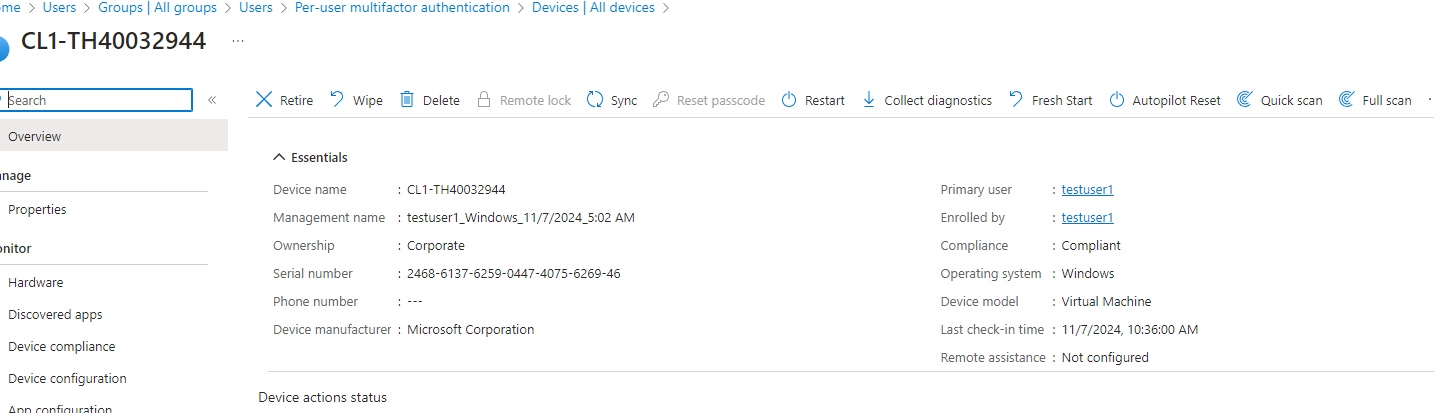 ome > Users > Groups | All groups > Users > Per-user multifactor authentication > Devices | All devices >
CL1-TH40032944 ...
Search «
Retire Wipe Delete Remote lock Sync Reset passcode Restart Collect diagnostics Fresh Start Autopilot Reset Quick scan Full scan
Overview
Essentials
Device name : CL1-TH40032944 Primary user : testuser1
Management name : testuser1_Windows_11/7/2024_5:02 AM Enrolled by : testuser1
Ownership : Corporate Compliance : Compliant
Serial number : 2468-6137-6259-0447-4075-6269-46 Operating system : Windows
Phone number : --- Device model : Virtual Machine
Device manufacturer : Microsoft Corporation Last check-in time : 11/7/2024, 10:36:00 AM
Remote assistance : Not configured
anage
Properties
onitor
Hardware
Discovered apps
Device compliance
Device configuration
App configuration
Device actions status